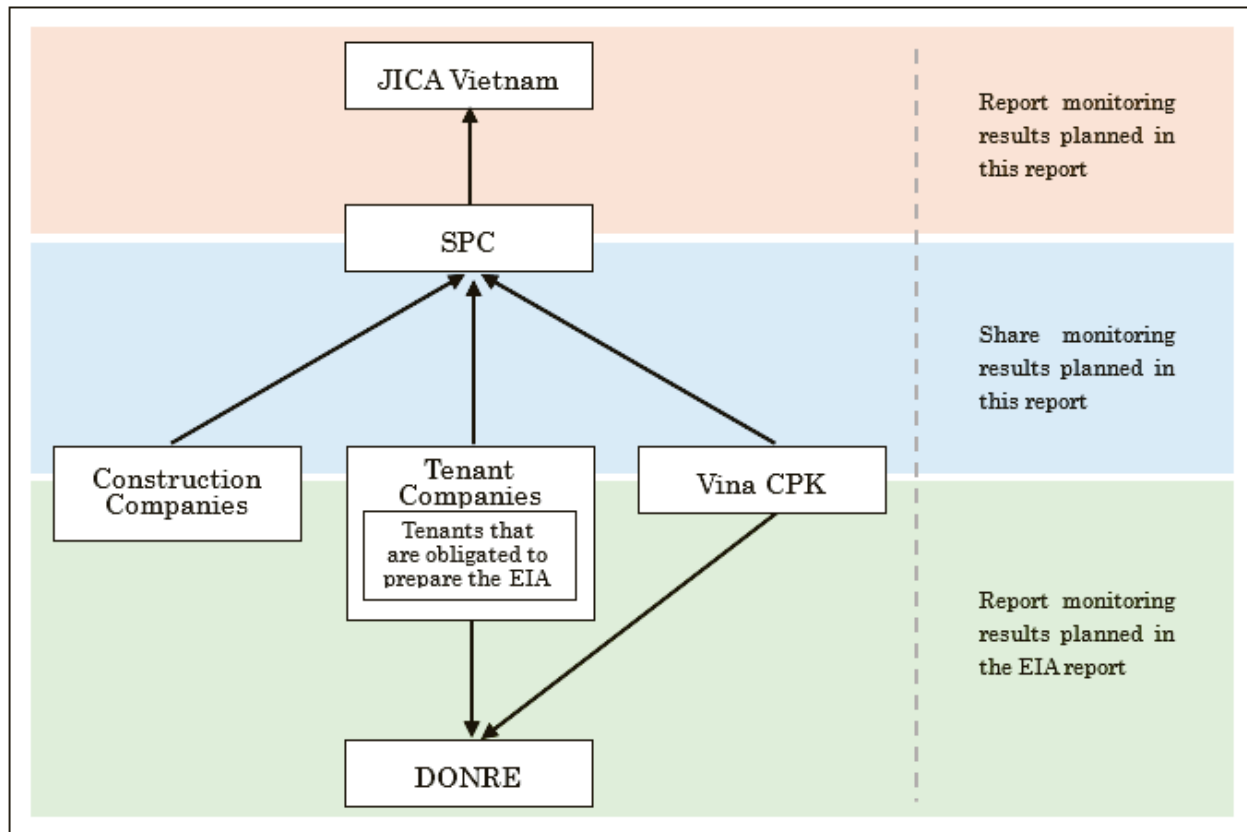 JICA Vietnam
Report monitoring
results planned in
this report
SPC
Share monitoring
results planned in
this report
Construction
Companies
Tenant
Companies
Tenants that
are obligated to
prepare the EIA
Vina CPK
Report monitoring
results planned in
the EIA report
DONRE